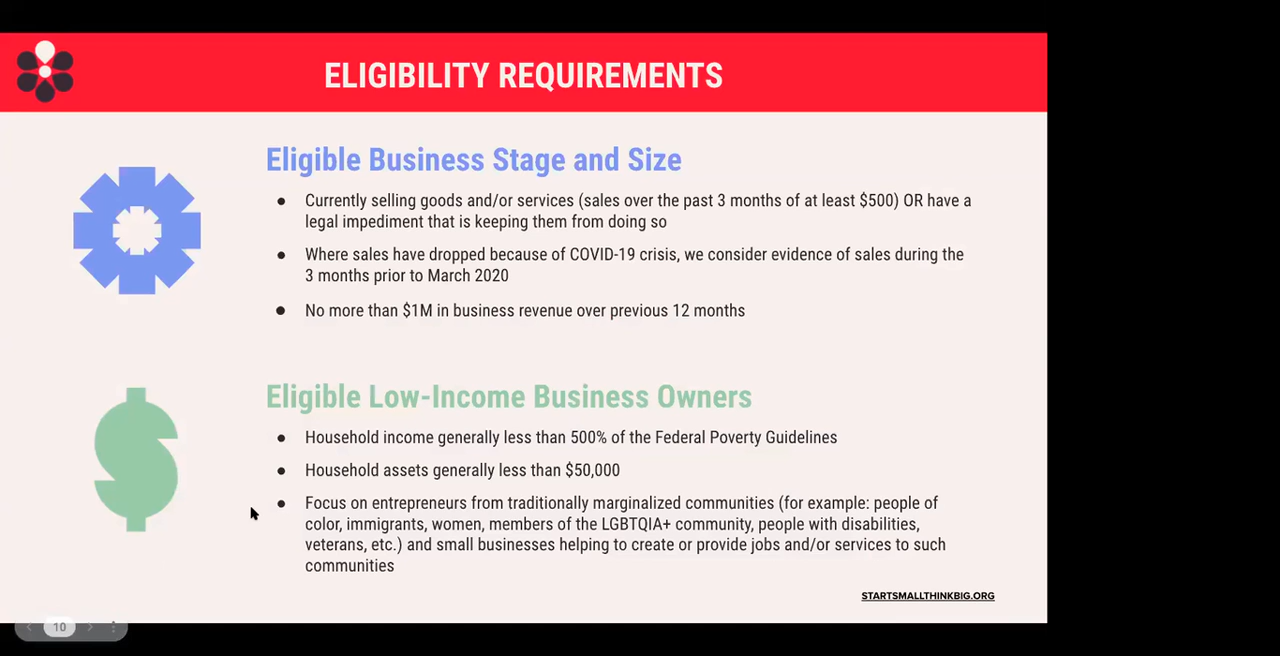 ELIGIBILITY REQUIREMENTS
Eligible Business Stage and Size
● Currently selling goods and/or services (sales over the past 3 months of at least $500) OR have a
legal impediment that is keeping them from doing so
● Where sales have dropped because of COVID-19 crisis, we consider evidence of sales during the
3 months prior to March 2020
● No more than $1M in business revenue over previous 12 months
Eligible Low-Income Business Owners
● Household income generally less than 500% of the Federal Poverty Guidelines
● Household assets generally less than $50,000
● Focus on entrepreneurs from traditionally marginalized communities (for example: people of
color, immigrants, women, members of the LGBTQIA+ community, people with disabilities,
veterans, etc.) and small businesses helping to create or provide jobs and/or services to such
communities
STARTSMALLTHINKBIG.ORG
10